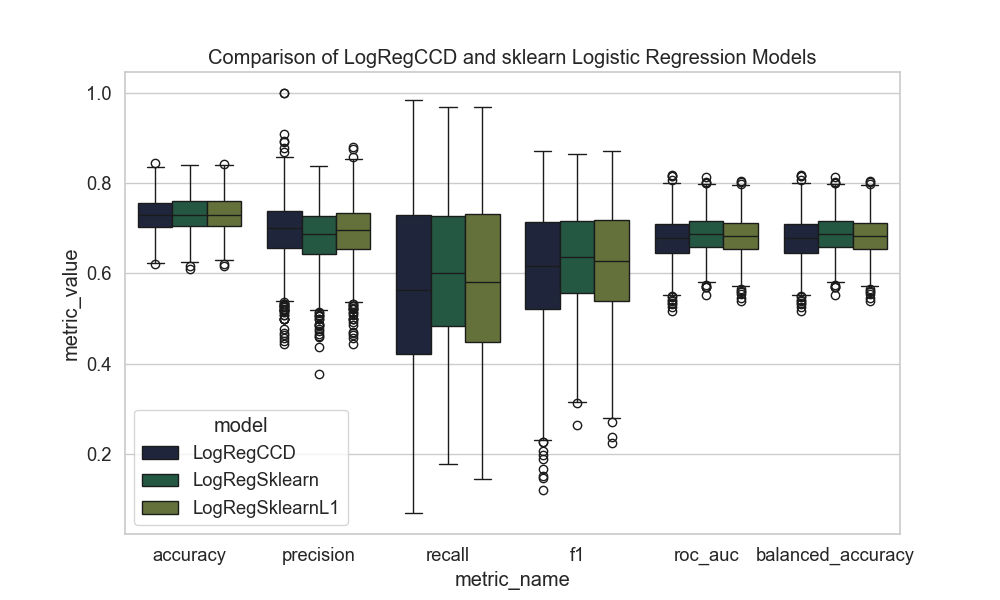 Comparison of LogRegCCD and sklearn Logistic Regression Models
1.0
0.8
0.6
0.4
0.2
metric_value
model
LogRegCCD
LogRegSklearn
LogRegSklearnL1
accuracy precision recall f1 roc_auc balanced_accuracy
metric_name